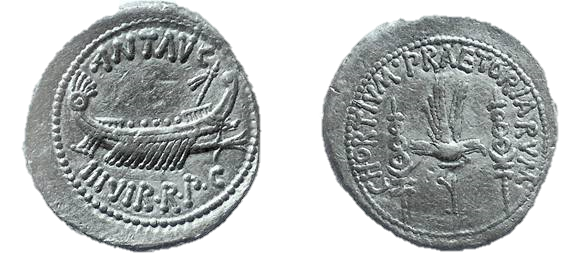 ANT AVG
III VIR·R·P·C
CHORTIVM·PRAETORIARVM